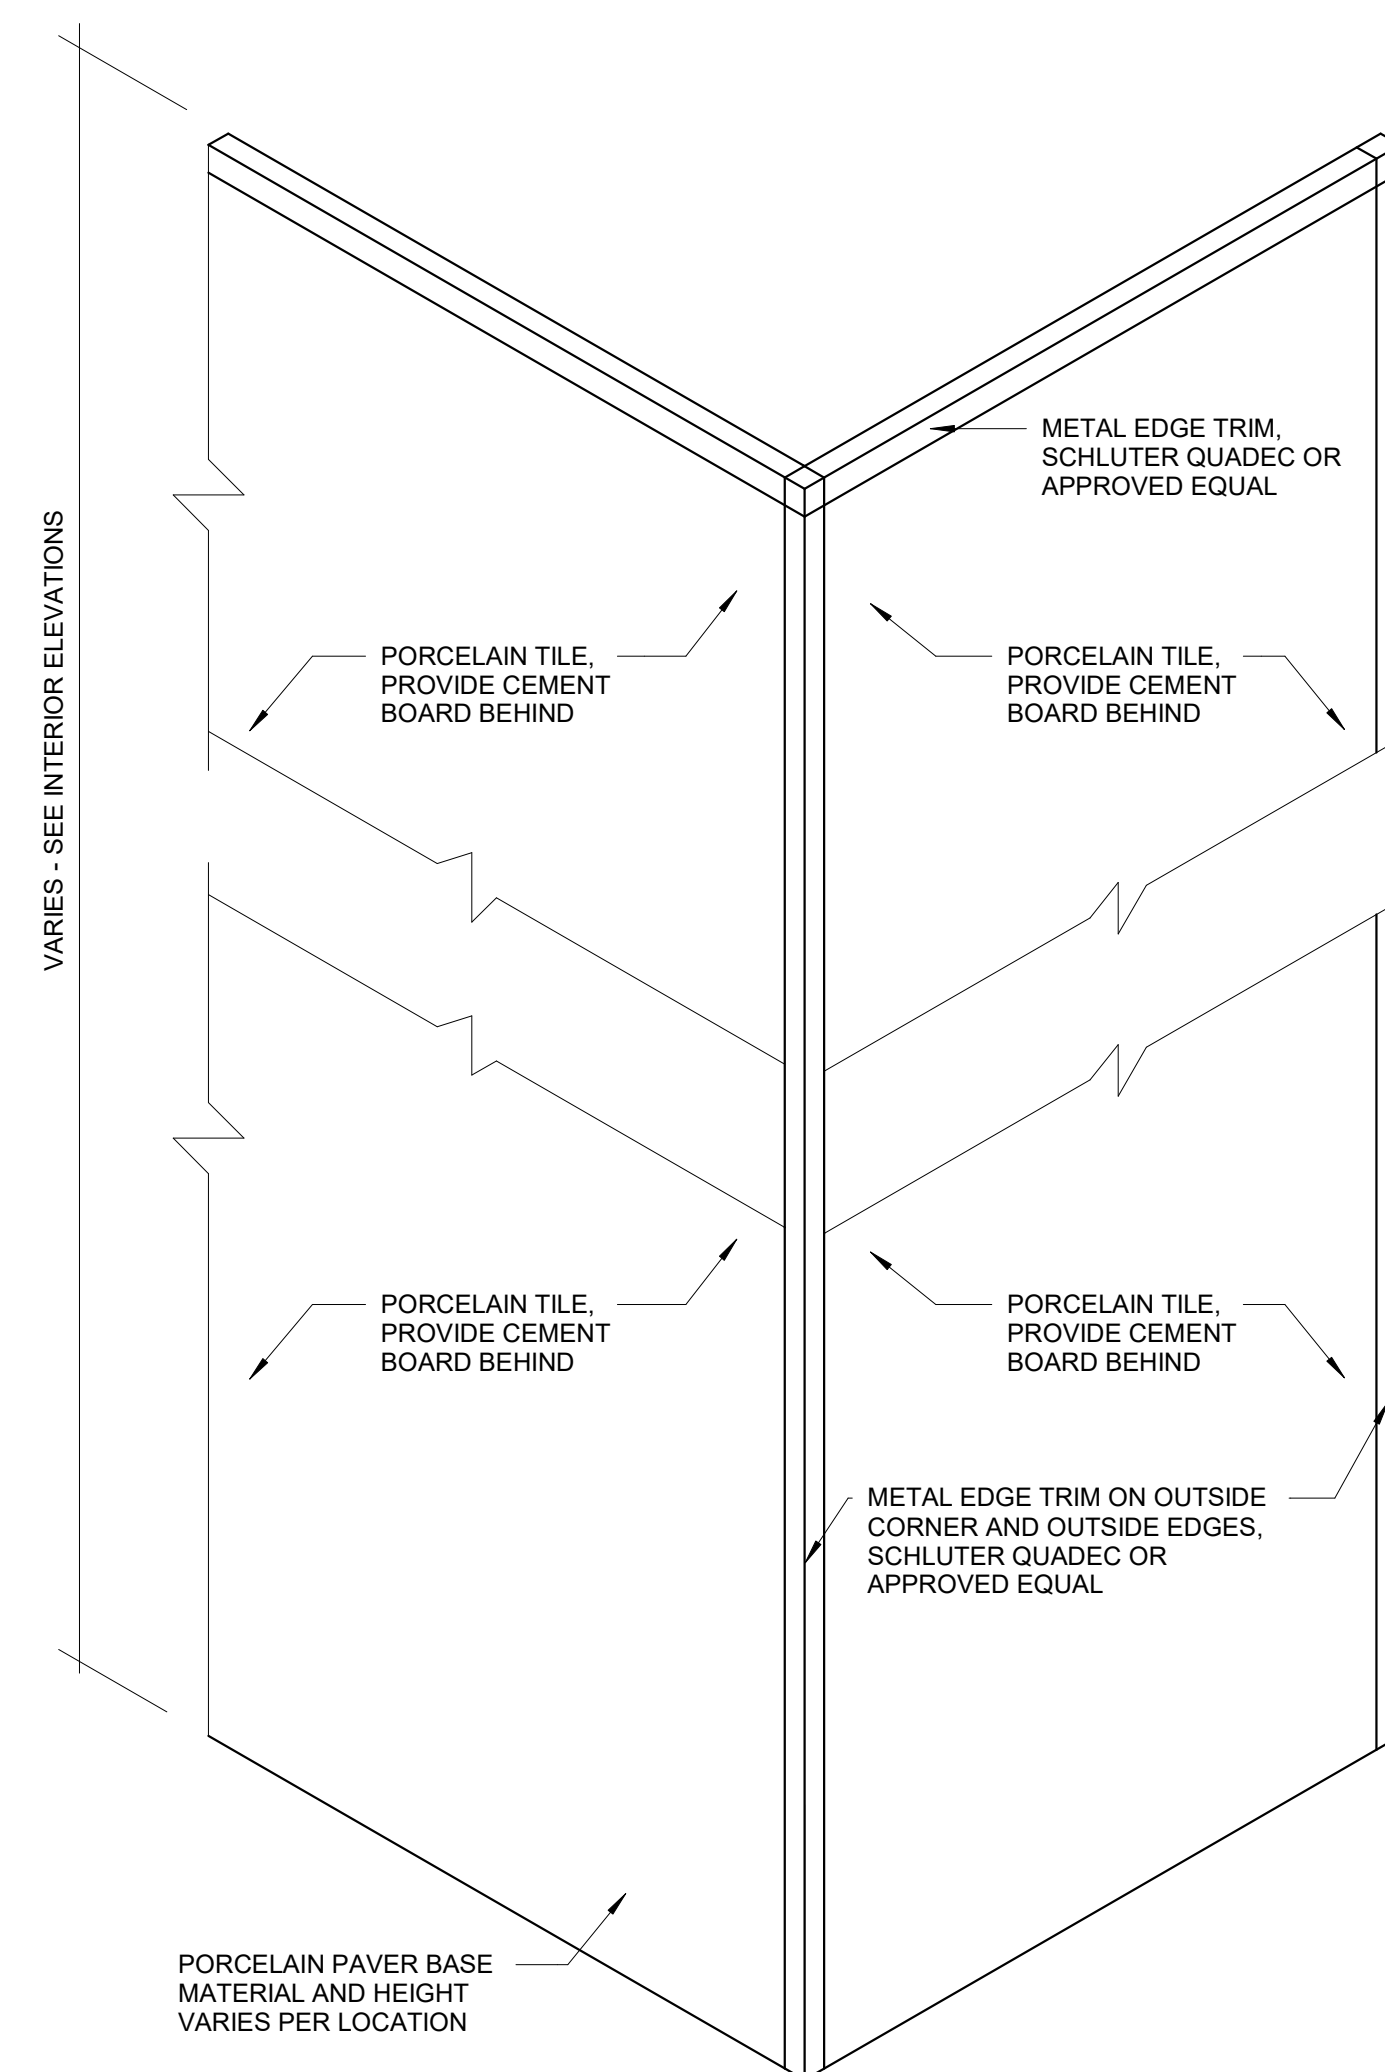 METAL EDGE TRIM,
SCHLUTER QUADEC OR
APPROVED EQUAL
VARIES - SEE INTERIOR ELEVATIONS
PORCELAIN TILE,
PROVIDE CEMENT
BOARD BEHIND
PORCELAIN TILE,
PROVIDE CEMENT
BOARD BEHIND
PORCELAIN TILE,
PROVIDE CEMENT
BOARD BEHIND
PORCELAIN TILE,
PROVIDE CEMENT
BOARD BEHIND
METAL EDGE TRIM ON OUTSIDE
CORNER AND OUTSIDE EDGES,
SCHLUTER QUADEC OR
APPROVED EQUAL
PORCELAIN PAVER BASE
MATERIAL AND HEIGHT
VARIES PER LOCATION